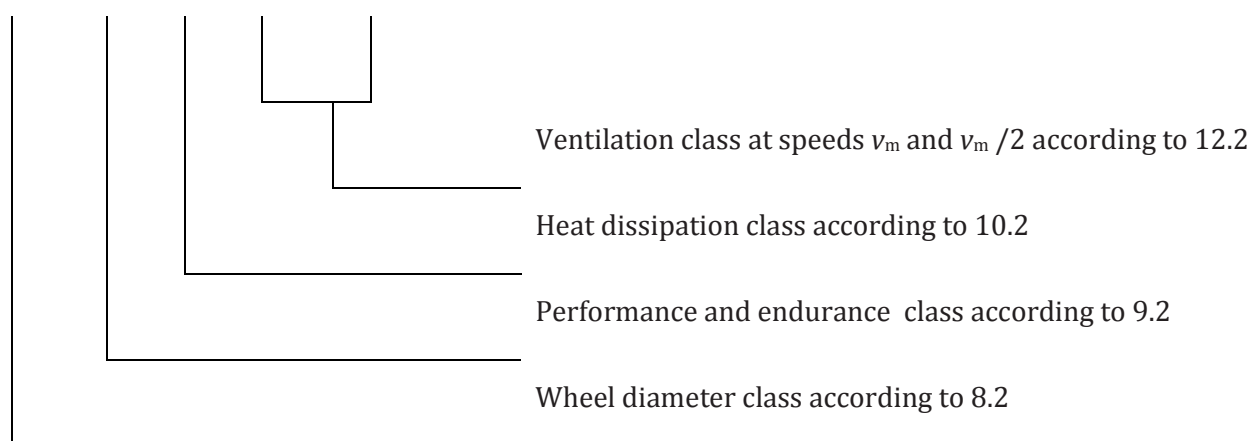 Ventilation class at speeds vm and vm /2 according to 12.2
Heat dissipation class according to 10.2
Performance and endurance  class according to 9.2
Wheel diameter class according to 8.2